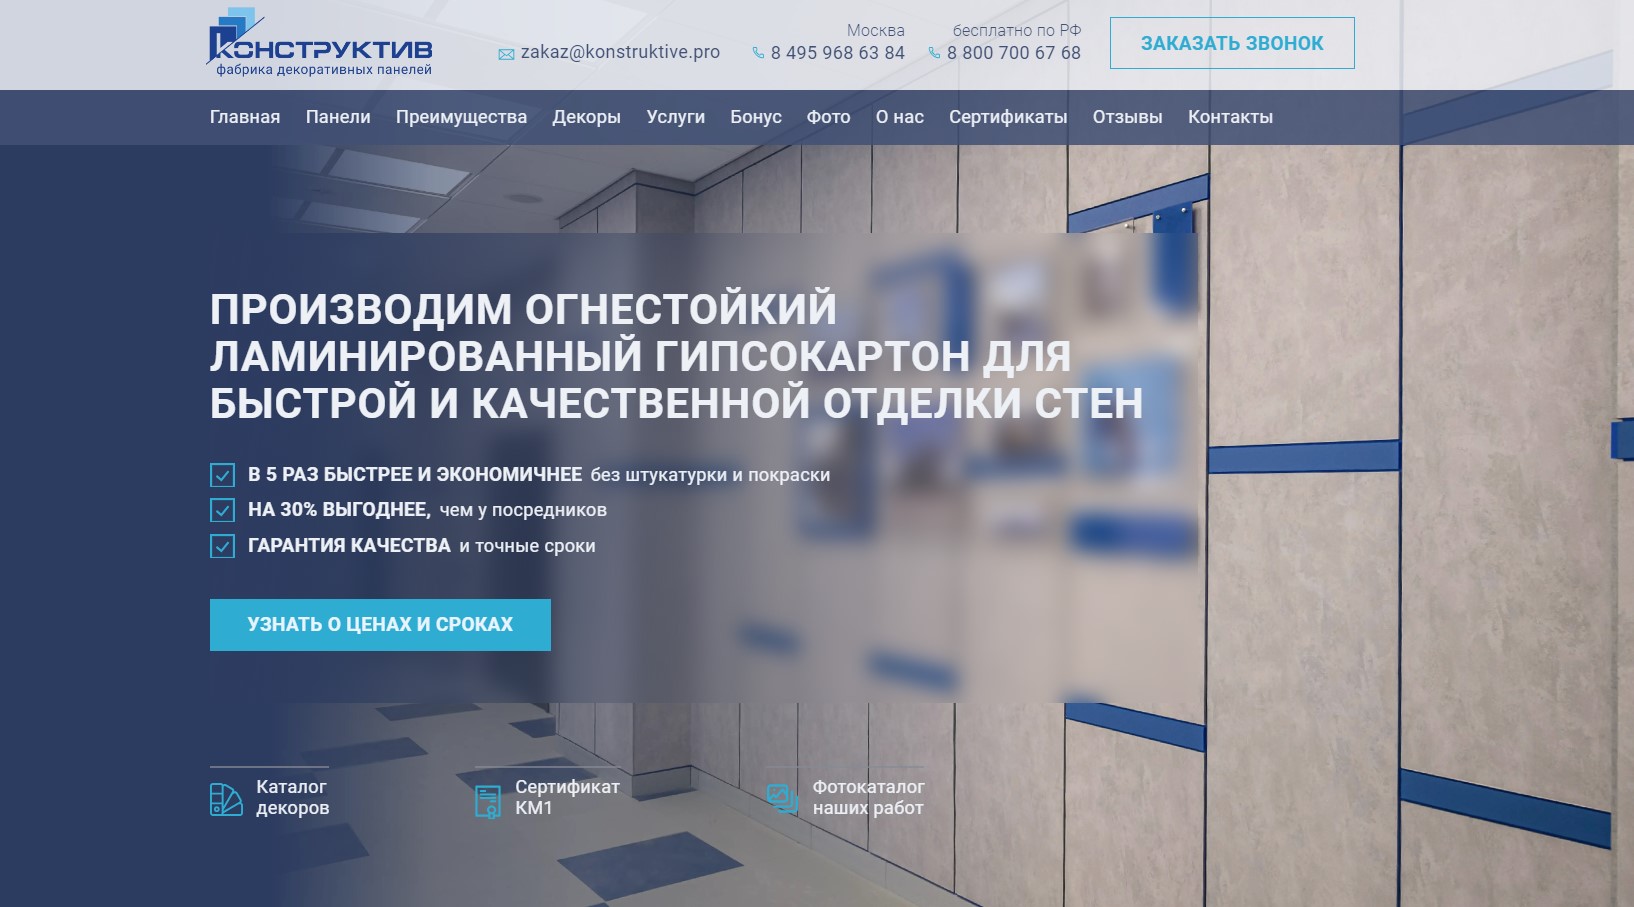 КОНСТРУКТИВ
фабрика декоративных панелей
zakaz@konstruktive.pro
Москва
8 495 968 63 84
бесплатно по РФ
8 800 700 67 68
ЗАКАЗАТЬ ЗВОНОК
Главная Панели Преимущества Декоры Услуги Бонус Фото О нас Сертификаты Отзывы Контакты
ПРОИЗВОДИМ ОГНЕСТОЙКИЙ
ЛАМИНИРОВАННЫЙ ГИПСОКАРТОН ДЛЯ
БЫСТРОЙ И КАЧЕСТВЕННОЙ ОТДЕЛКИ СТЕН
В 5 РАЗ БЫСТРЕЕ И ЭКОНОМИЧНЕЕ без штукатурки и покраски
НА 30% ВЫГОДНЕЕ, чем у посредников
ГАРАНТИЯ КАЧЕСТВА и точные сроки
УЗНАТЬ О ЦЕНАХ И СРОКАХ
Каталог
декоров
Сертификат
КМ1
Фотокаталог
наших работ